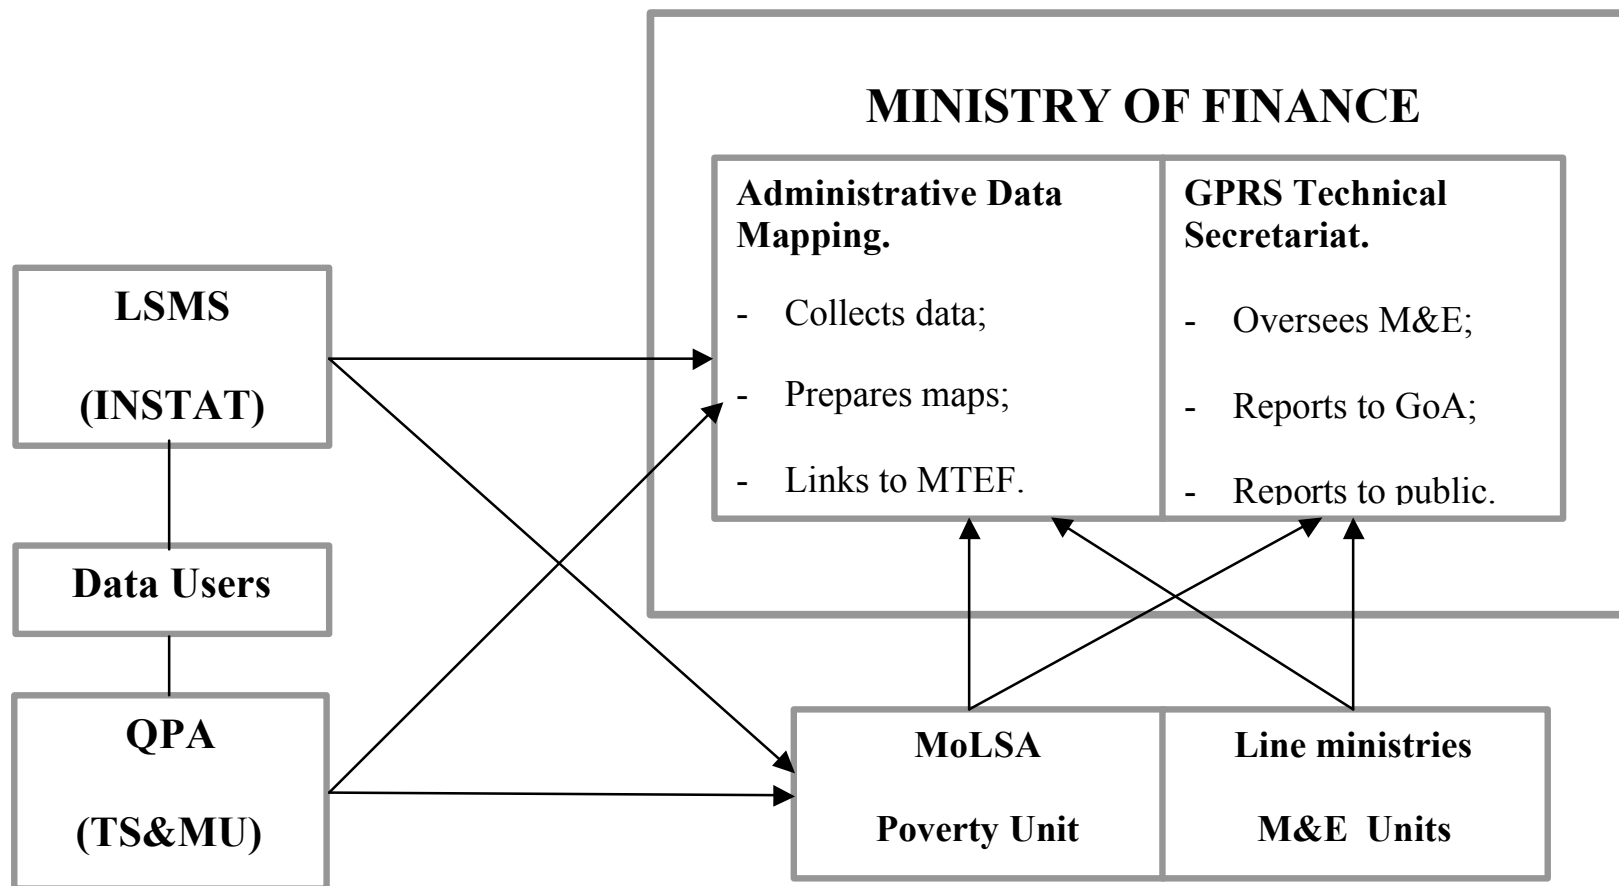 MINISTRY OF FINANCE
Administrative Data
Mapping.
- Collects data;
- Prepares maps;
- Links to MTEF.
GPRS Technical
Secretariat.
- Oversees M&E;
- Reports to GoA;
- Reports to public.
LSMS
(INSTAT)
Data Users
QPA
(TS&MU)
MoLSA
Poverty Unit
Line ministries
M&E  Units